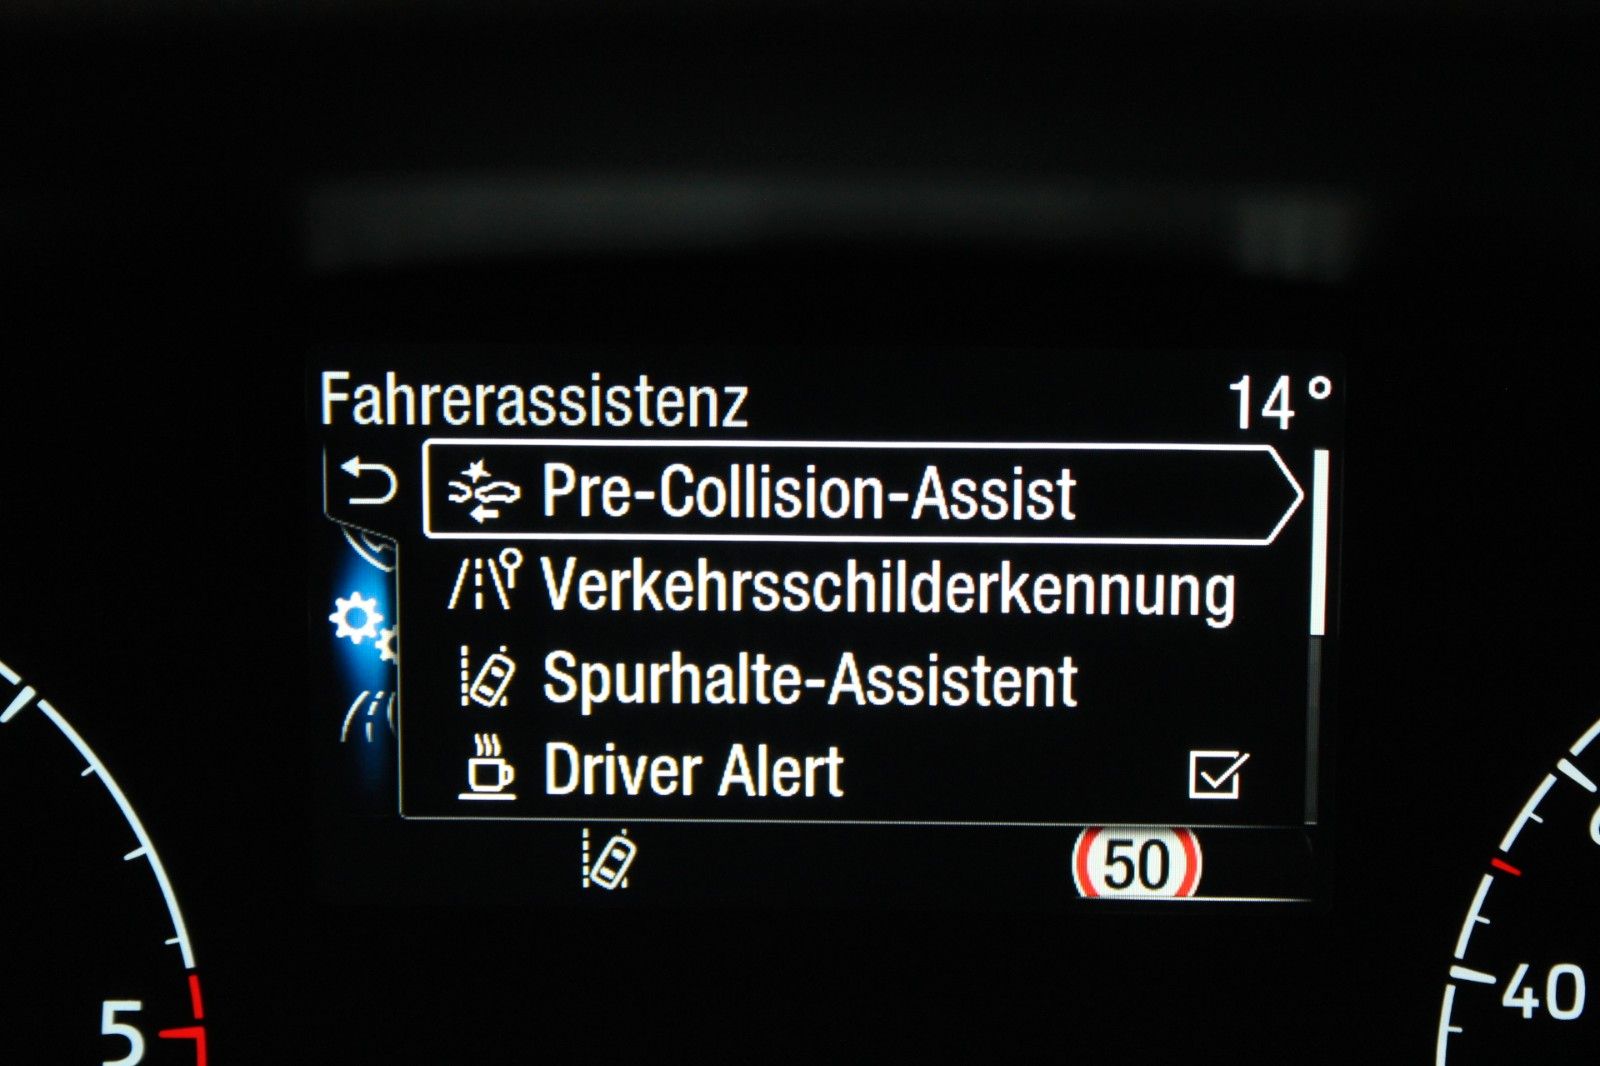 Fahrerassistenz 14°
Pre-Collision-Assist
Verkehrsschilderkennung
Spurhalte-Assistent
Driver Alert
50
5
40